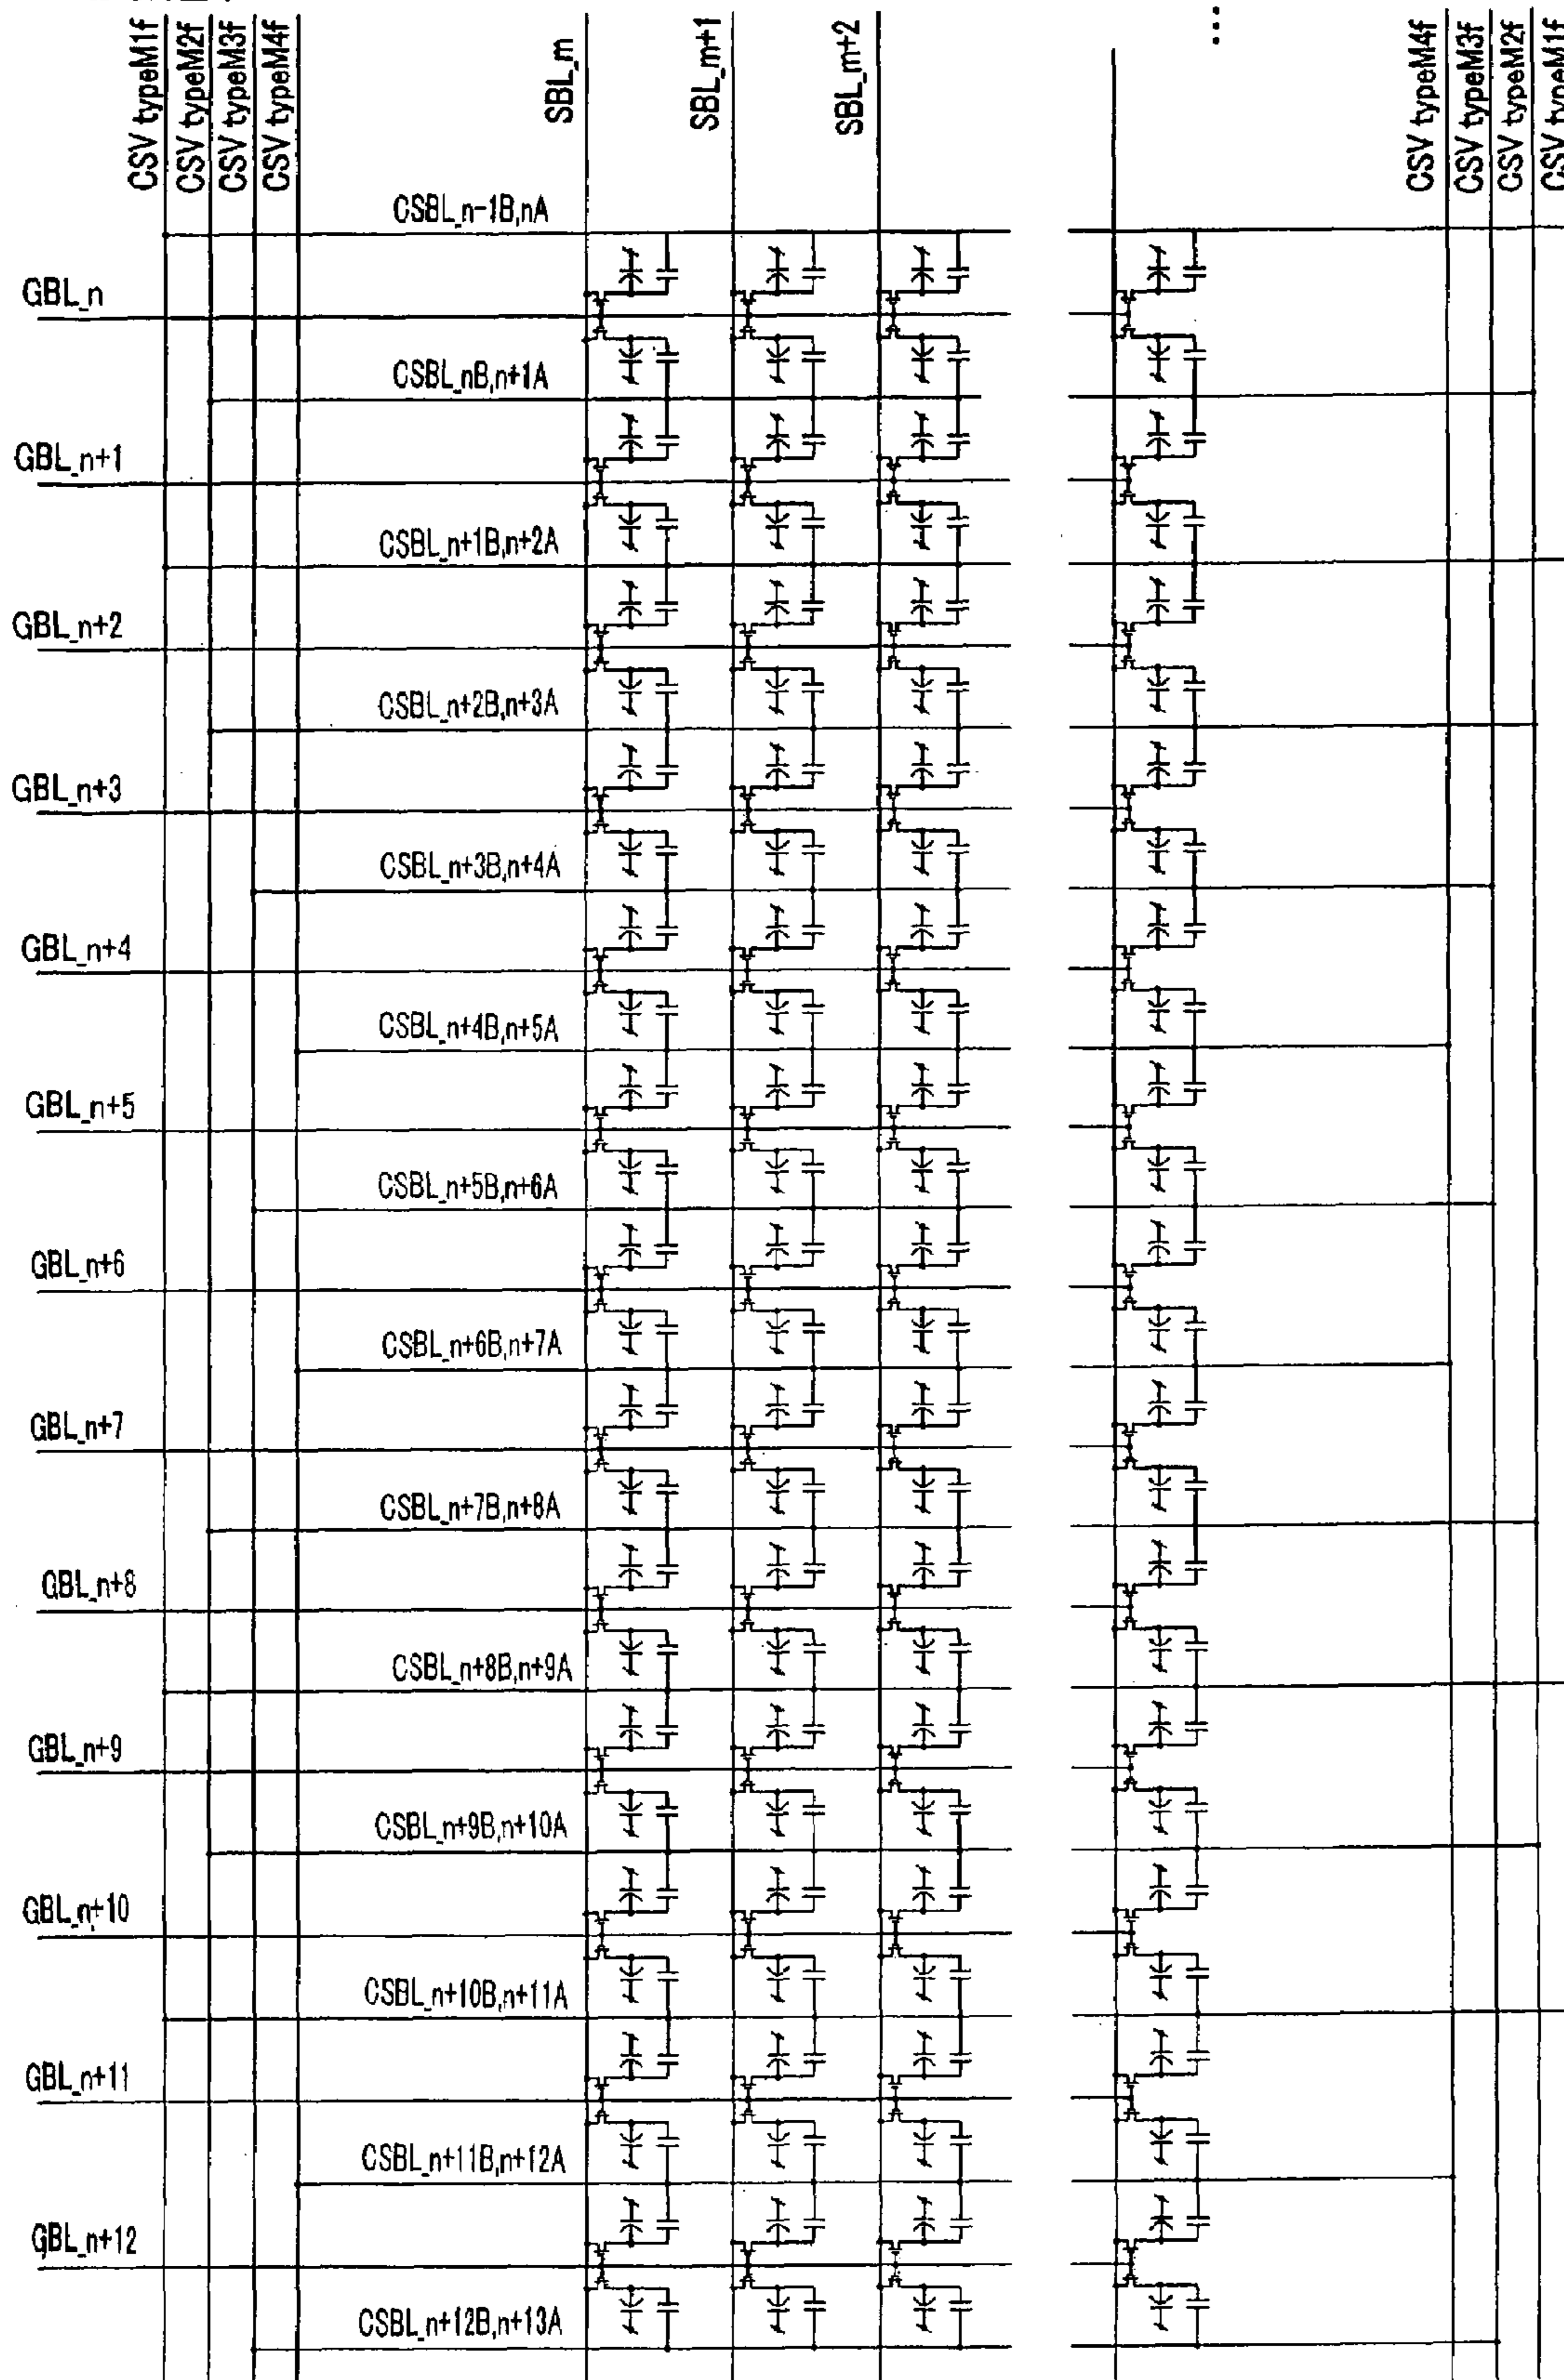 CSV typeM1f
CSV typeM2f
CSV typeM3f
CSV typeM4f
SBL_m
SBL_m+1
SBL_m+2
...
CSV typeM4f
CSV typeM3f
CSV typeM2f
CSV typeM1f
CSBL_n-1B,nA
GBL_n
CSBL_nB,n+1A
GBL_n+1
CSBL_n+1B,n+2A
GBL_n+2
CSBL_n+2B,n+3A
GBL_n+3
CSBL_n+3B,n+4A
GBL_n+4
CSBL_n+4B,n+5A
GBL_n+5
CSBL_n+5B,n+6A
GBL_n+6
CSBL_n+6B,n+7A
GBL_n+7
CSBL_n+7B,n+8A
GBL_n+8
CSBL_n+8B,n+9A
GBL_n+9
CSBL_n+9B,n+10A
GBL_n+10
CSBL_n+10B,n+11A
GBL_n+11
CSBL_n+11B,n+12A
GBL_n+12
CSBL_n+12B,n+13A